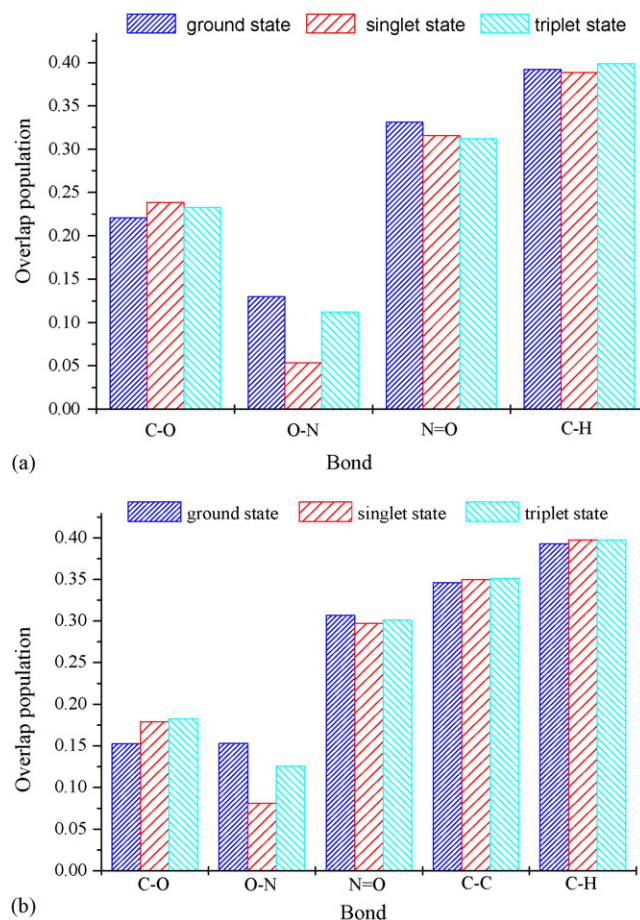 ground state singlet state triplet state
0.40
0.35
0.30
0.25
0.20
0.15
0.10
0.05
0.00
Overlap population
C-O O-N N=O C-H
(a)
Bond
ground state singlet state triplet state
0.40
0.35
0.30
0.25
0.20
0.15
0.10
0.05
0.00
Overlap population
C-O O-N N=O C-C C-H
(b)
Bond